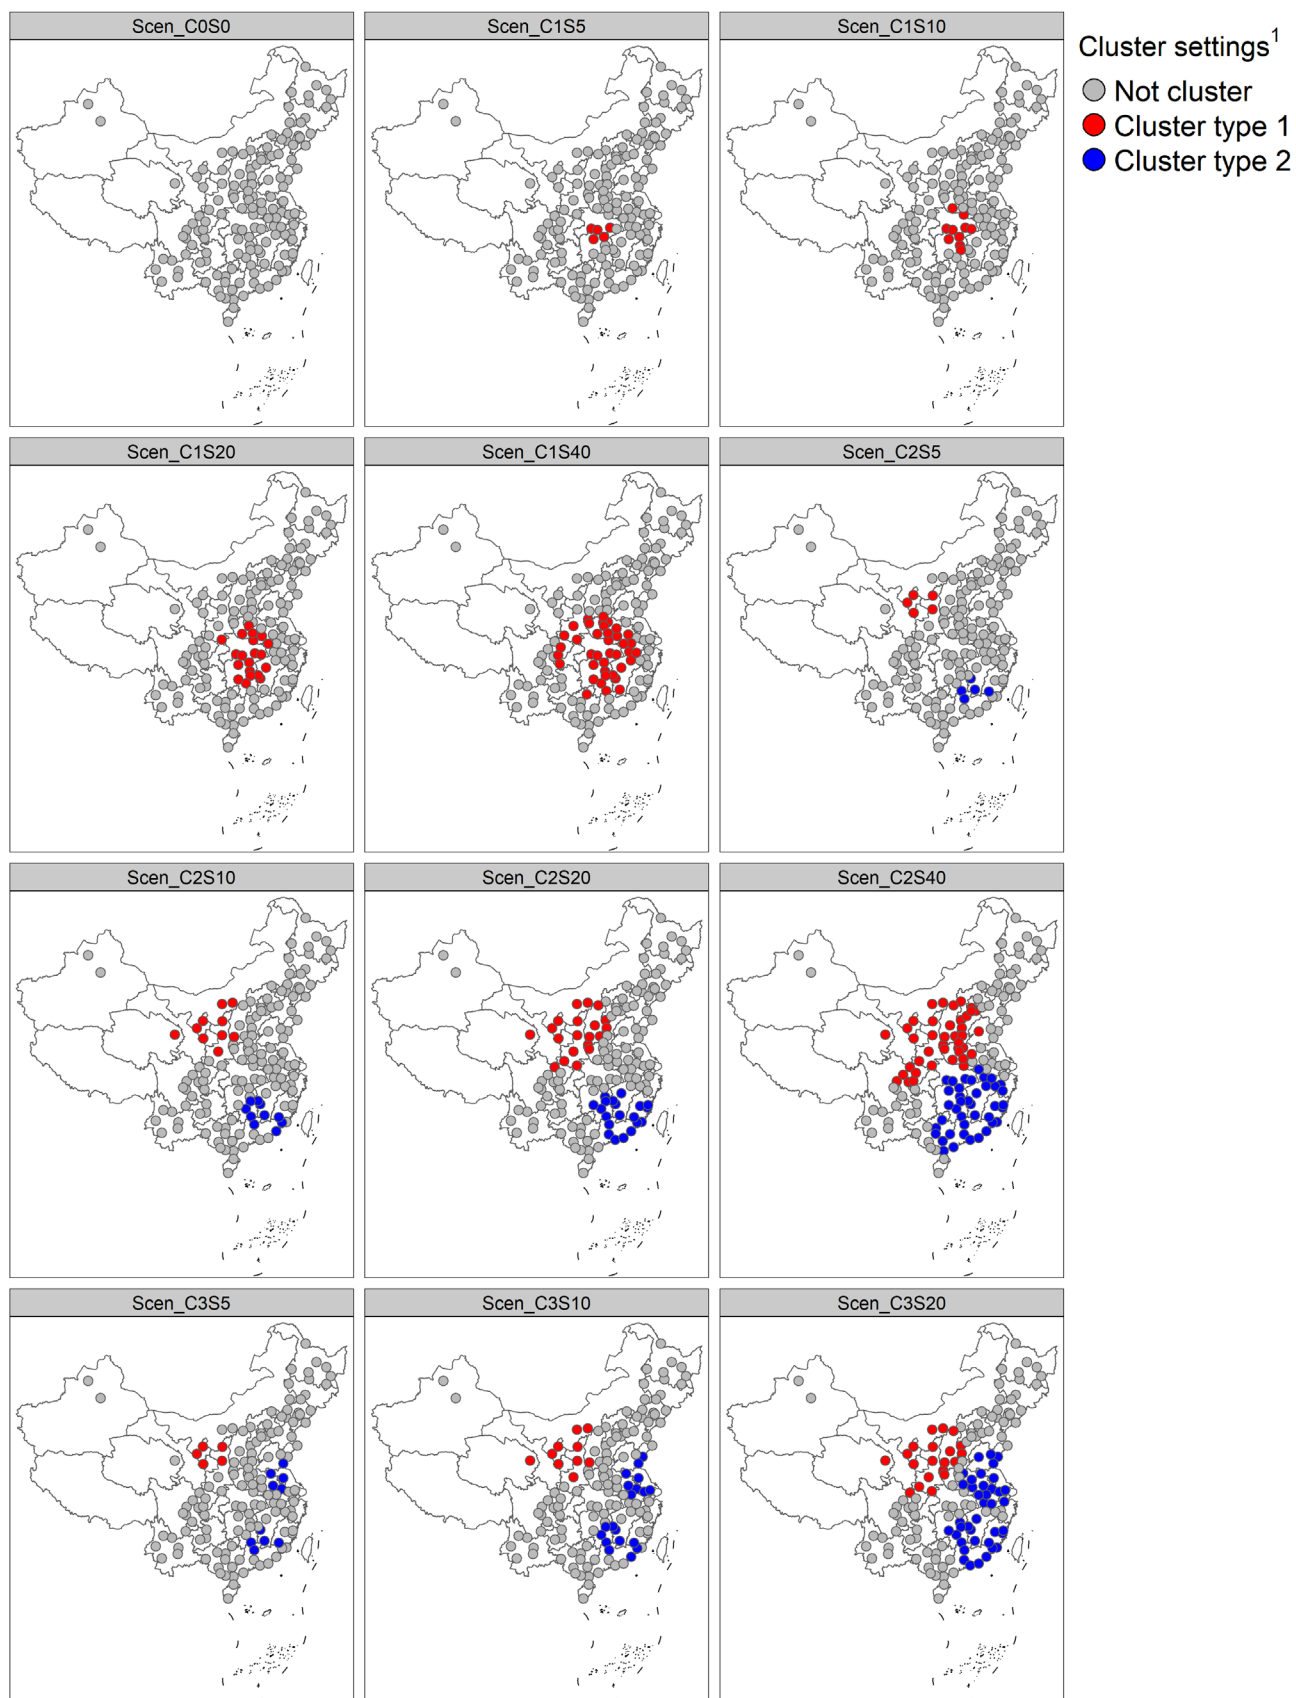 Scen_C0S0
Scen_C1S5
Scen_C1S10
Cluster settings1
Not cluster
Cluster type 1
Cluster type 2
Scen_C1S20
Scen_C1S40
Scen_C2S5
Scen_C2S10
Scen_C2S20
Scen_C2S40
Scen_C3S5
Scen_C3S10
Scen_C3S20